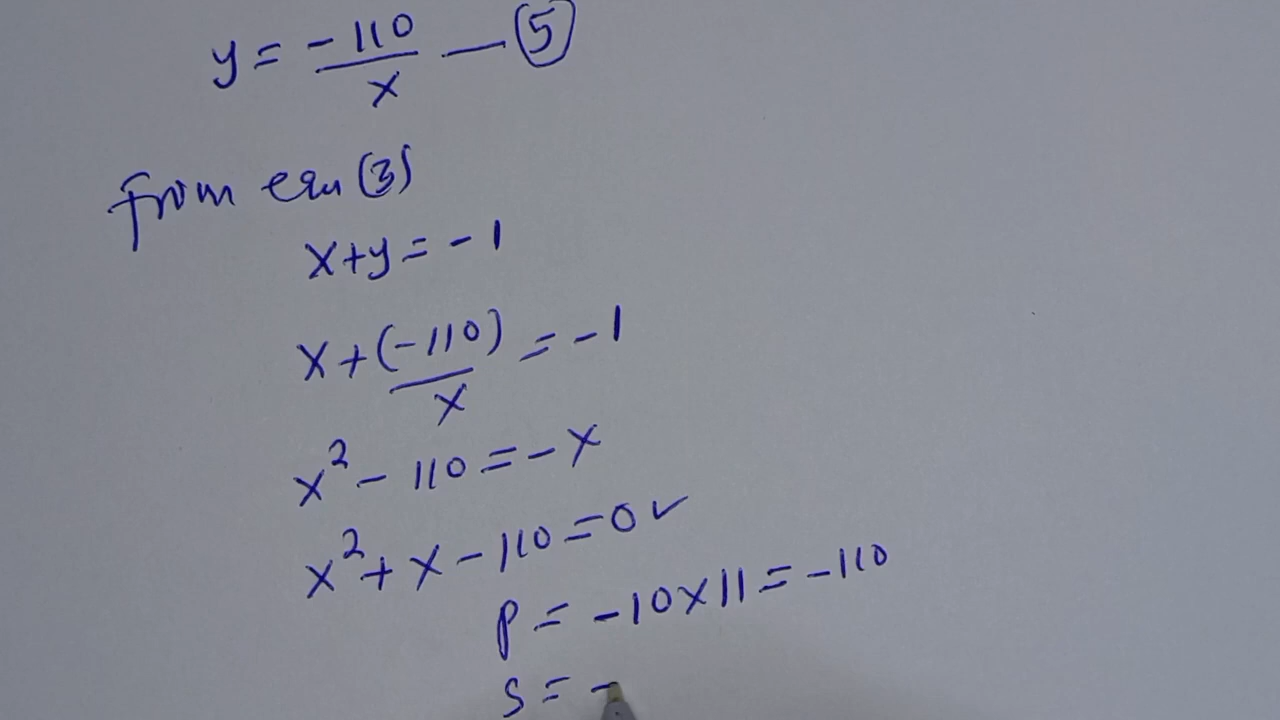 y = -110/x — ⑤
from eqn (3)
x+y = -1
x+(-110)/x = -1
x² - 110 = -x
x² + x - 110 = 0 ✓
p = -10×11 = -110
s = -